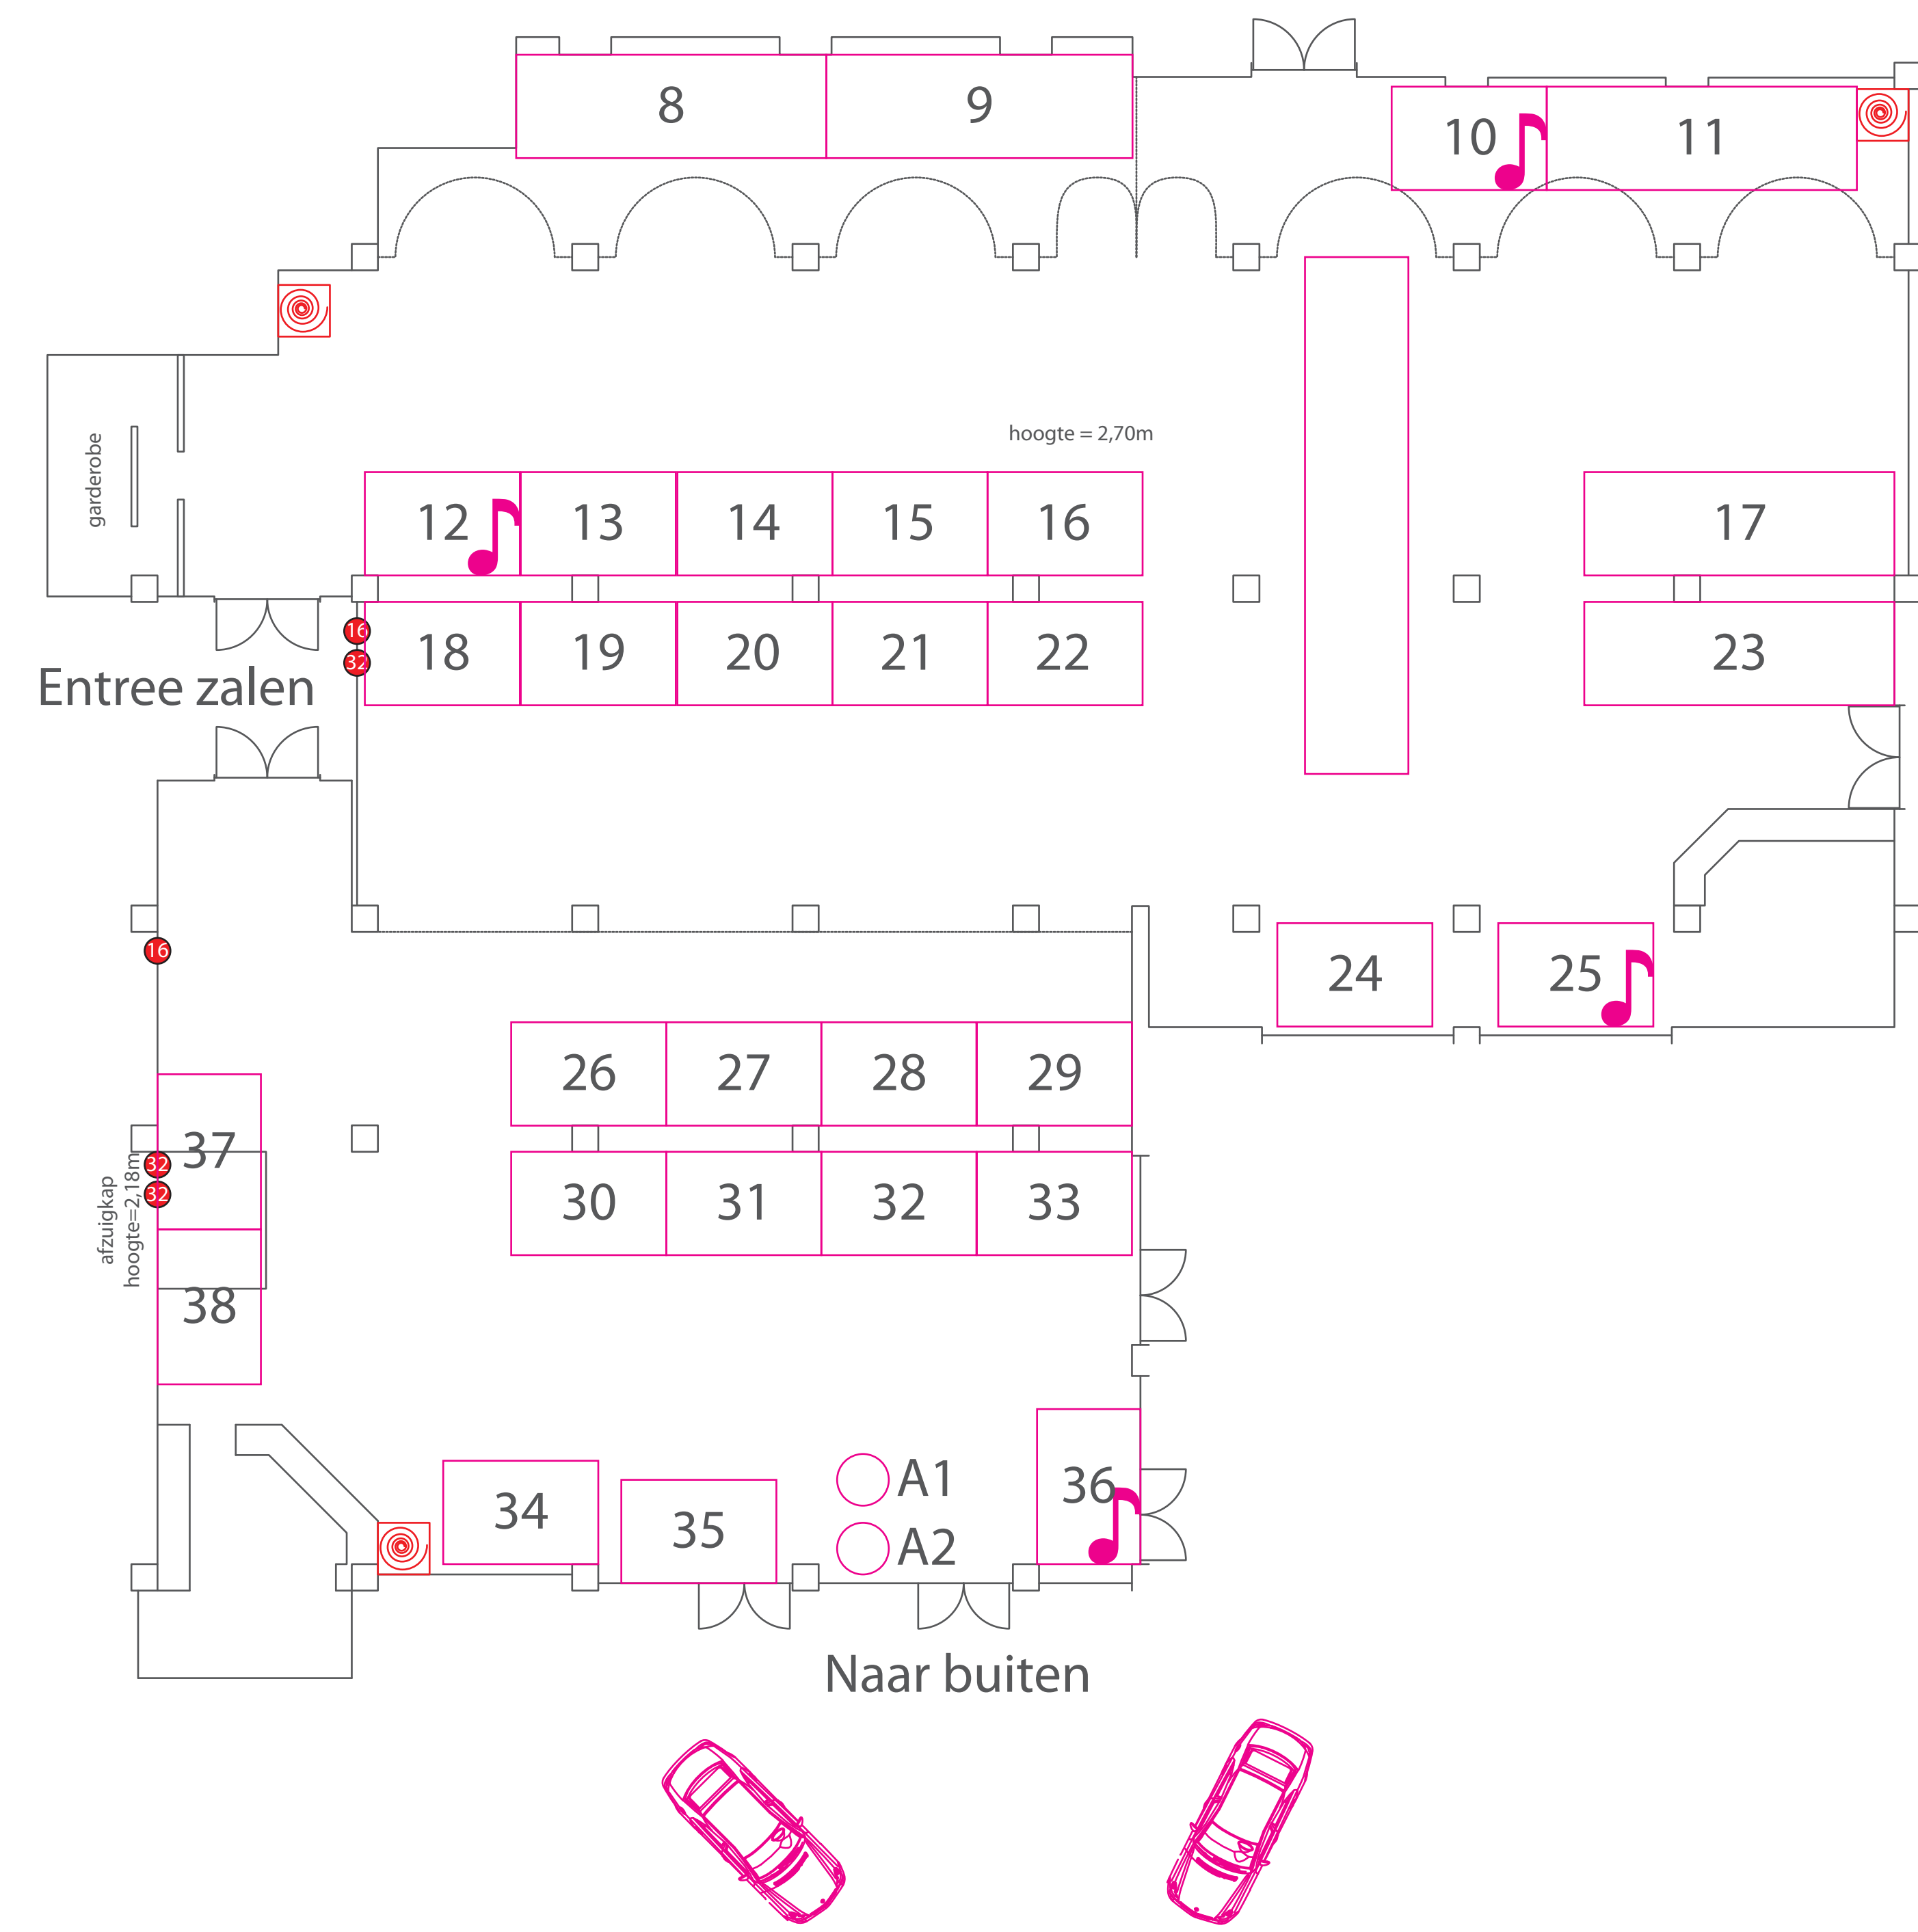 8 9
10 11
hoogte = 2,70m
garderobe
12 13 14 15 16 17
16
32
18 19 20 21 22 23
Entree zalen
16
24 25
26 27 28 29
37
32
32
afzuigkap
hoogte=2,18m
30 31 32 33
38
34 35
A1
A2
36
Naar buiten